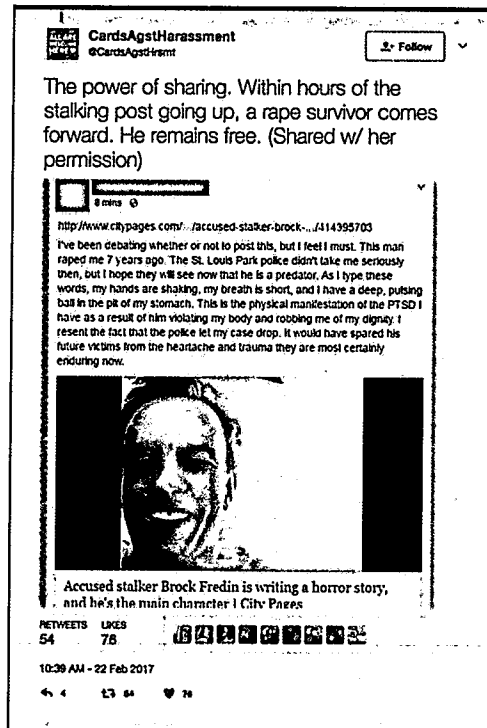 CardsAgstHarassment
@CardsAgstHrsmt
Follow
The power of sharing. Within hours of the
stalking post going up, a rape survivor comes
forward. He remains free. (Shared w/ her
permission)
8 mins
http://www.citypages.com/.../accused-stalker-brock-.../414395703
I've been debating whether or not to post this, but I feel I must. This man
raped me 7 years ago. The St. Louis Park police didn't take me seriously
then, but I hope they will see now that he is a predator. As I type these
words, my hands are shaking, my breath is short, and I have a deep, pulsing
ball in the pit of my stomach. This is the physical manifestation of the PTSD I
have as a result of him violating my body and robbing me of my dignity. I
resent the fact that the police let my case drop. It would have spared his
future victims from the heartache and trauma they are most certainly
enduring now.
Accused stalker Brock Fredin is writing a horror story,
and he's the main character | City Pages
RETWEETS LIKES
54 76
10:39 AM - 22 Feb 2017
4 54 76